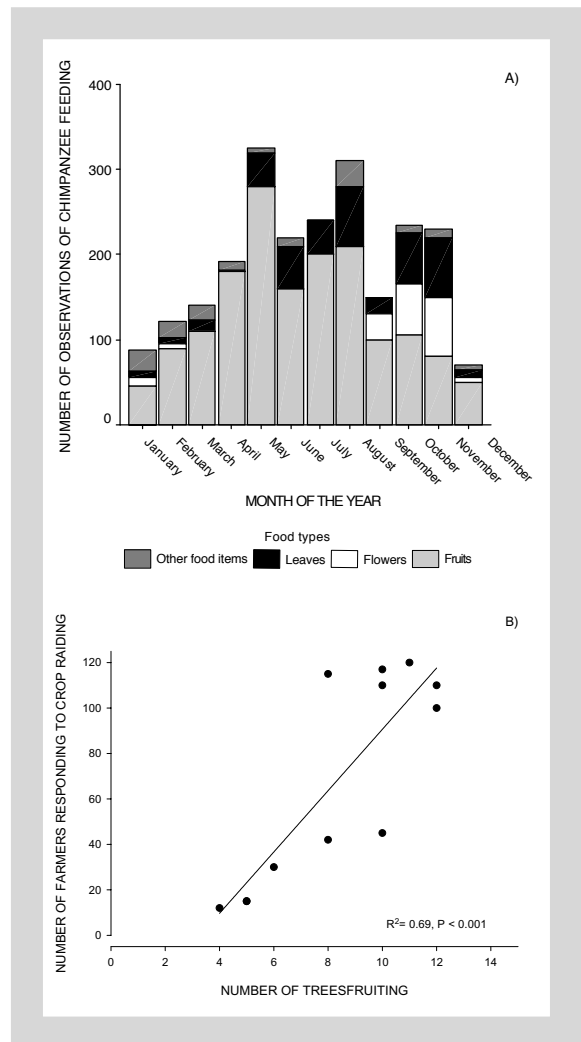 A)
NUMBER OF OBSERVATIONS OF CHIMPANZEE FEEDING
400
300
200
100
0
January
February
March
April
May
June
July
August
September
October
November
December
MONTH OF THE YEAR
Food types
Other food items Leaves Flowers Fruits
B)
NUMBER OF FARMERS RESPONDING TO CROP RAIDING
120
100
80
60
40
20
0
R²= 0.69, P < 0.001
0 2 4 6 8 10 12 14
NUMBER OF TREESFRUITING